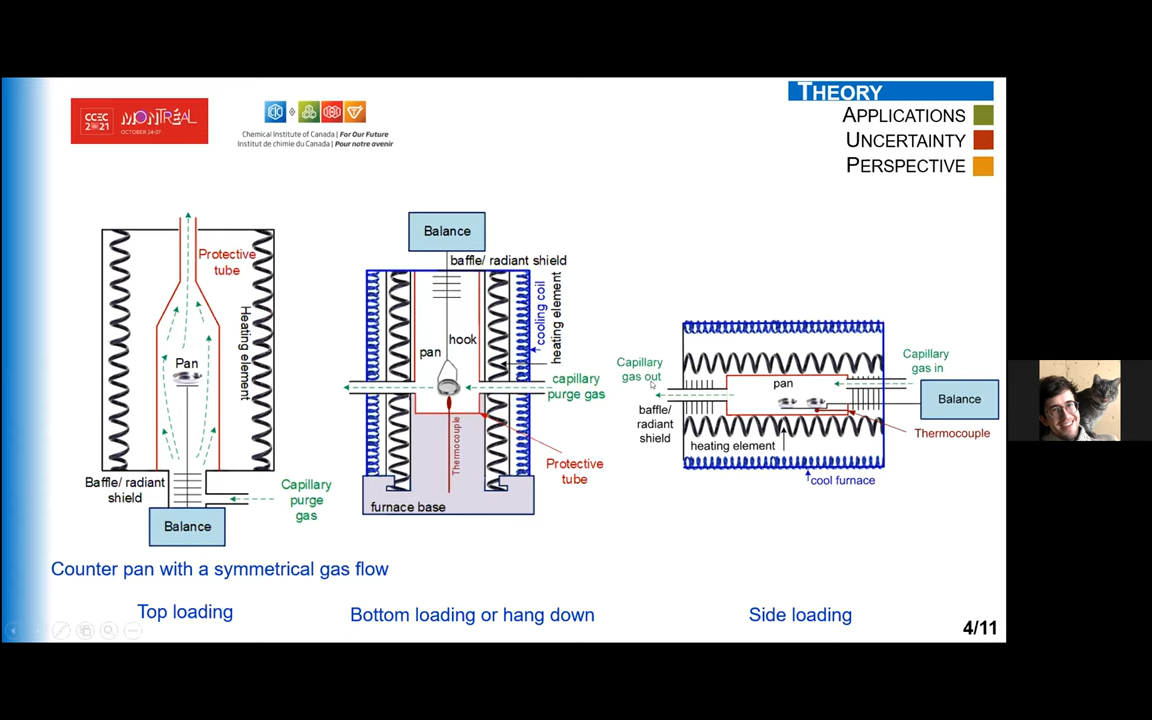 CCEC
2021
MONTRÉAL
OCTOBER 24-27
Chemical Institute of Canada | For Our Future
Institut de chimie du Canada | Pour notre avenir
THEORY
APPLICATIONS
UNCERTAINTY
PERSPECTIVE
Protective
tube
Heating element
Pan
Baffle/ radiant
shield
Capillary
purge
gas
Balance
Counter pan with a symmetrical gas flow
Top loading
Balance
baffle/ radiant shield
cooling coil
heating element
hook
pan
capillary
purge gas
Thermocouple
Protective
tube
furnace base
Bottom loading or hang down
Capillary
gas out
baffle/
radiant
shield
pan
heating element
Capillary
gas in
Balance
Thermocouple
cool furnace
Side loading
4/11